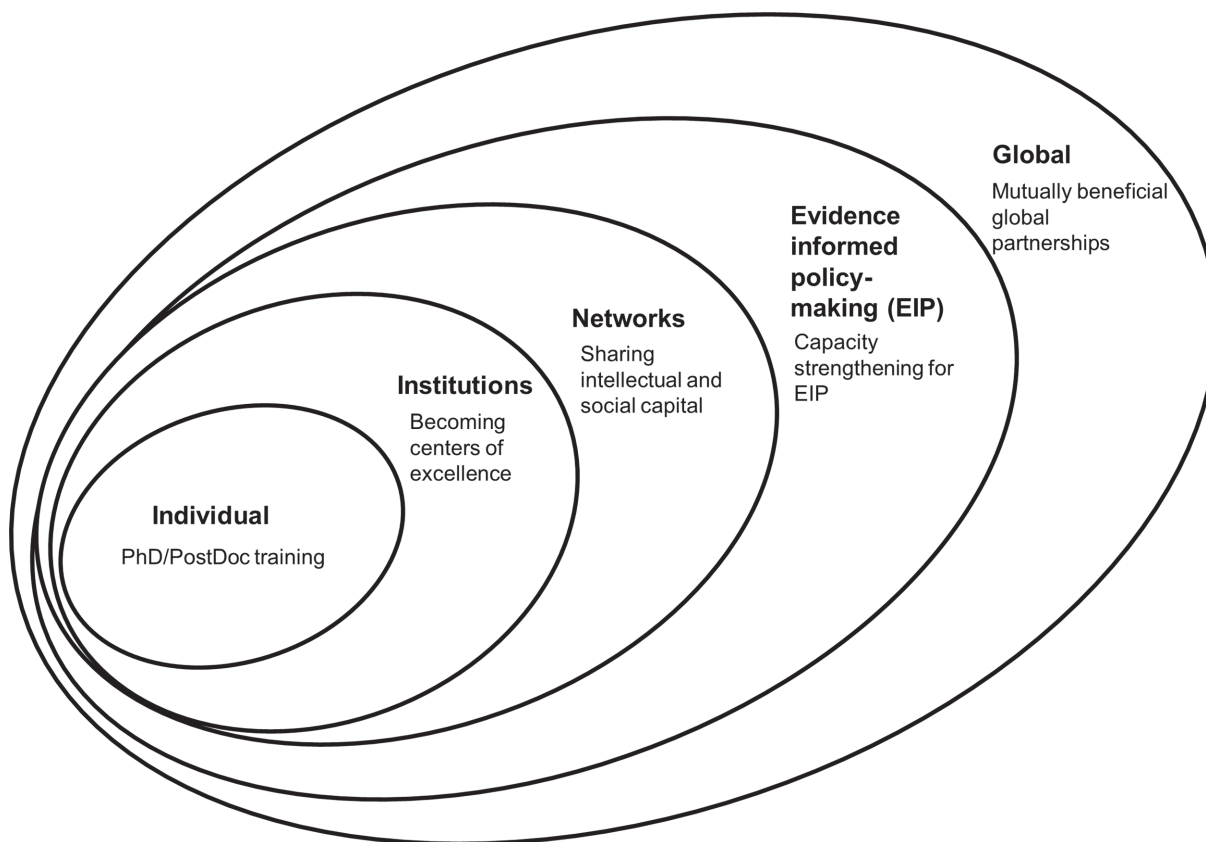 Global
Mutually beneficial
global
partnerships
Evidence
informed
policy-
making (EIP)
Capacity
strengthening for
EIP
Networks
Sharing
intellectual and
social capital
Institutions
Becoming
centers of
excellence
Individual
PhD/PostDoc training